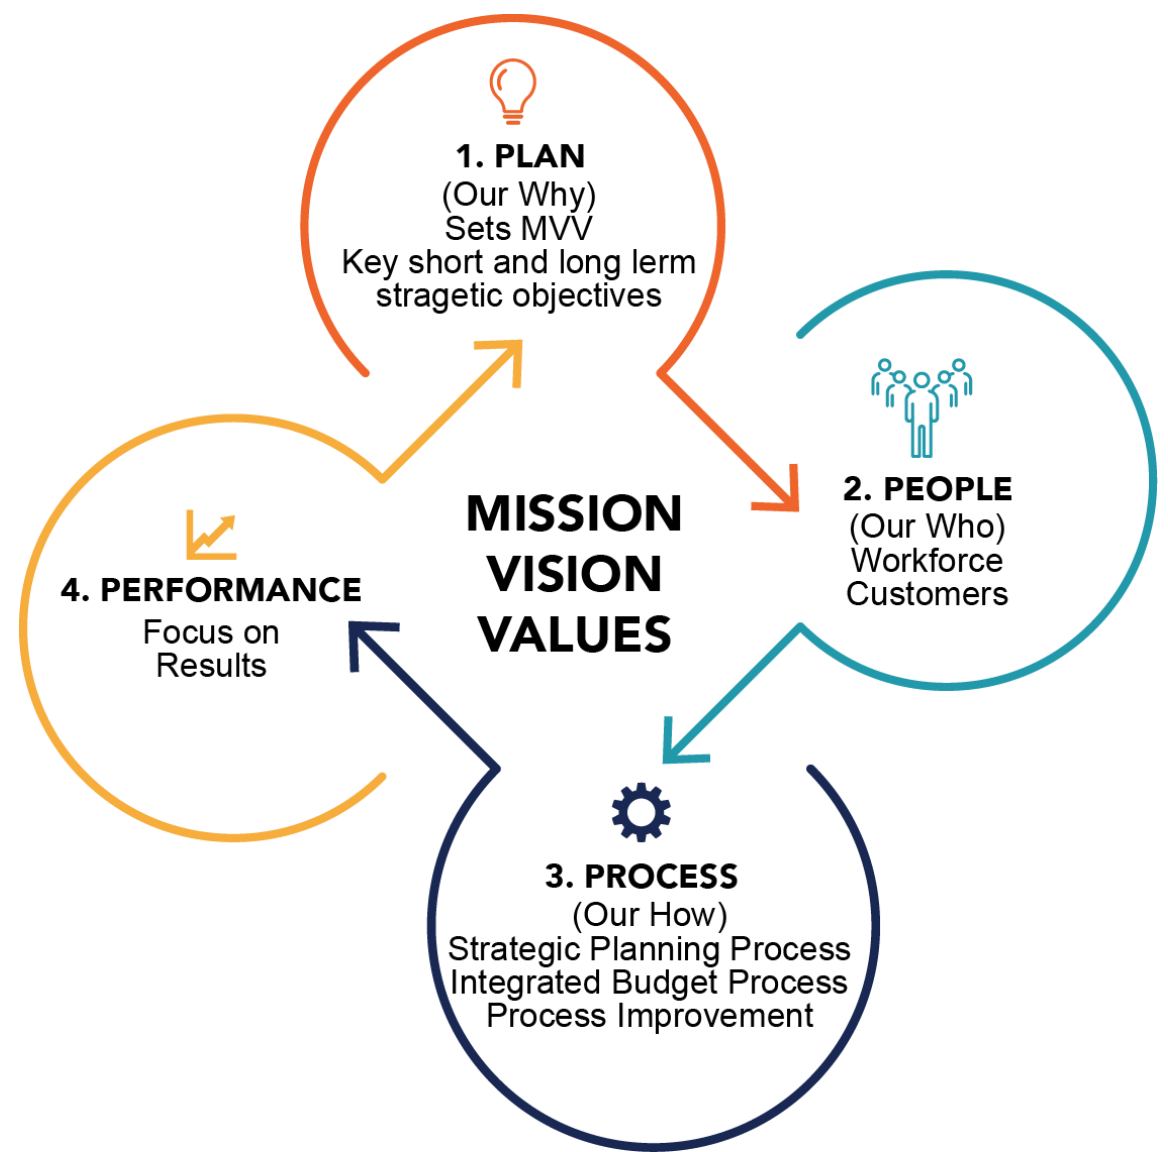 1. PLAN
(Our Why)
Sets MVV
Key short and long lerm
stragetic objectives
2. PEOPLE
(Our Who)
Workforce
Customers
3. PROCESS
(Our How)
Strategic Planning Process
Integrated Budget Process
Process Improvement
4. PERFORMANCE
Focus on
Results
MISSION
VISION
VALUES